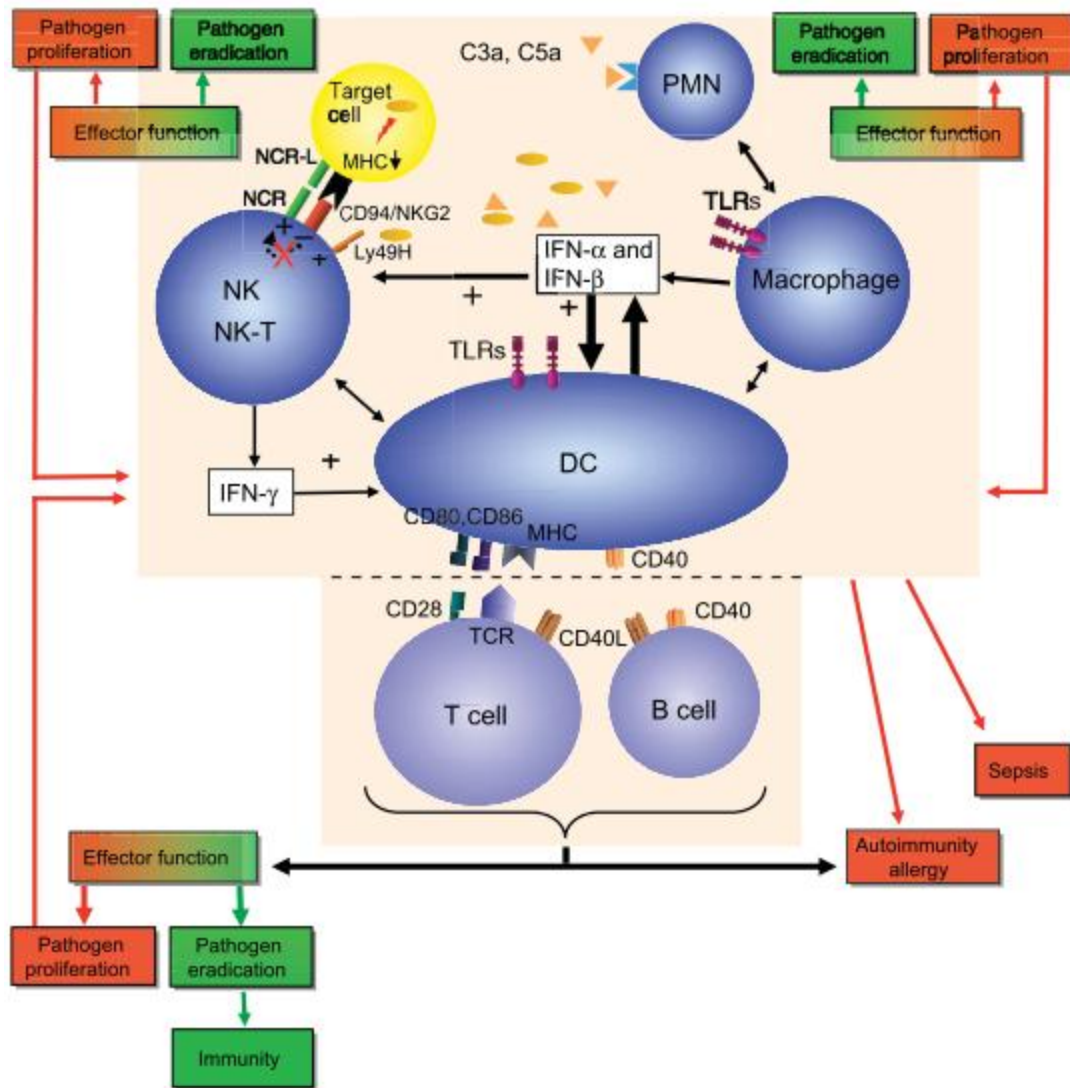 Pathogen
proliferation
Pathogen
eradication
Effector function
C3a, C5a
PMN
Pathogen
eradication
Pathogen
proliferation
Effector function
Target
cell
MHC
NCR-L
NCR
CD94/NKG2
Ly49H
+
–
+
NK
NK-T
IFN-α and
IFN-β
+
+
TLRs
Macrophage
TLRs
DC
IFN-γ
+
CD80,CD86
MHC
CD40
CD28
TCR
CD40L
CD40
T cell
B cell
Sepsis
Autoimmunity
allergy
Effector function
Pathogen
proliferation
Pathogen
eradication
Immunity